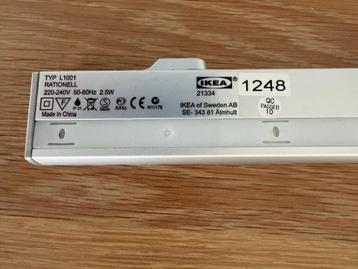 TYP L1001
RATIONELL
220-240V 50-60Hz 2.5W
Made in China
IKEA
21334
IKEA of Sweden AB
SE- 343 81 Älmhult
1248
QC
PASSED
10